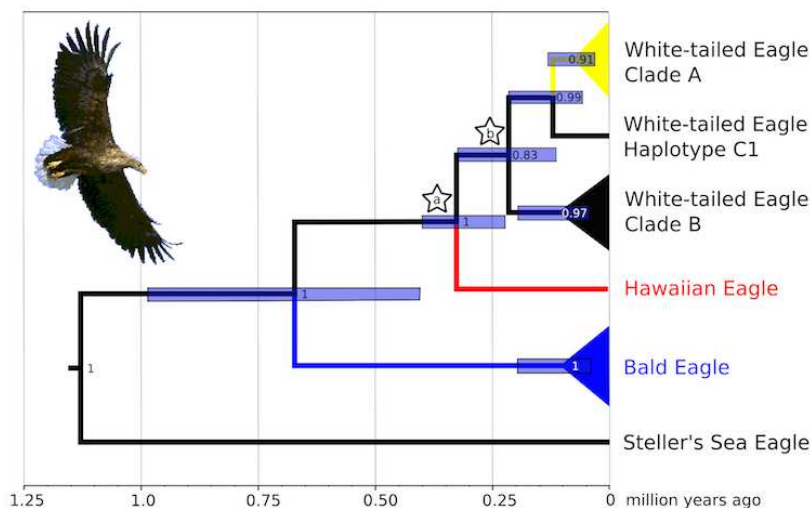 0.91
White-tailed Eagle
Clade A
0.99
b
White-tailed Eagle
Haplotype C1
0.83
a
0.97
White-tailed Eagle
Clade B
1
Hawaiian Eagle
1
1
Bald Eagle
1
Steller's Sea Eagle
1.25 1.0 0.75 0.50 0.25 0 million years ago